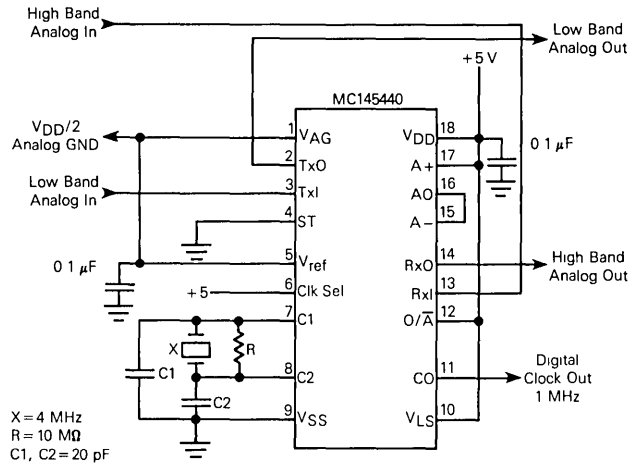 High Band
Analog In
Low Band
Analog Out
+5 V
MC145440
VDD/2
Analog GND
1
VAG
VDD
18
0 1 µF
2
TxO
A+
17
Low Band
Analog In
3
TxI
AO
16
4
ST
A−
15
0 1 µF
5
Vref
RxO
14
High Band
Analog Out
+5
6
Clk Sel
RxI
13
7
C1
O/A̅
12
X
R
8
C2
CO
11
Digital
Clock Out
1 MHz
C1
C2
9
VSS
VLS
10
X = 4 MHz
R = 10 MΩ
C1, C2 = 20 pF